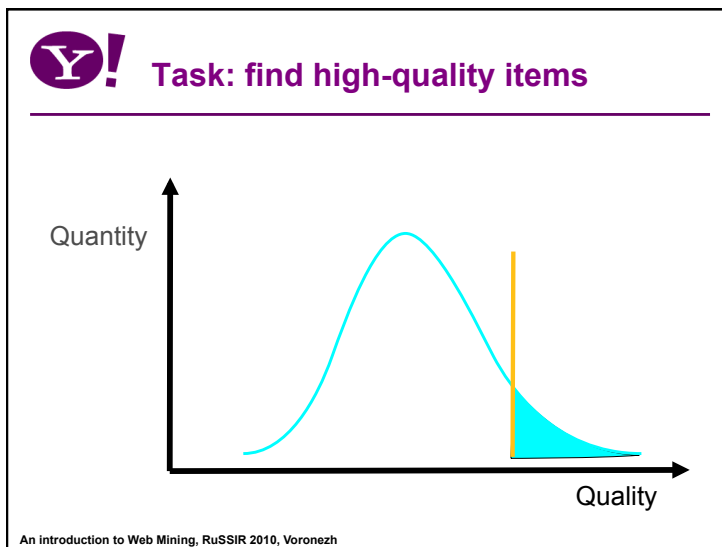 Y!
Task: find high-quality items
Quantity
Quality
An introduction to Web Mining, RuSSIR 2010, Voronezh